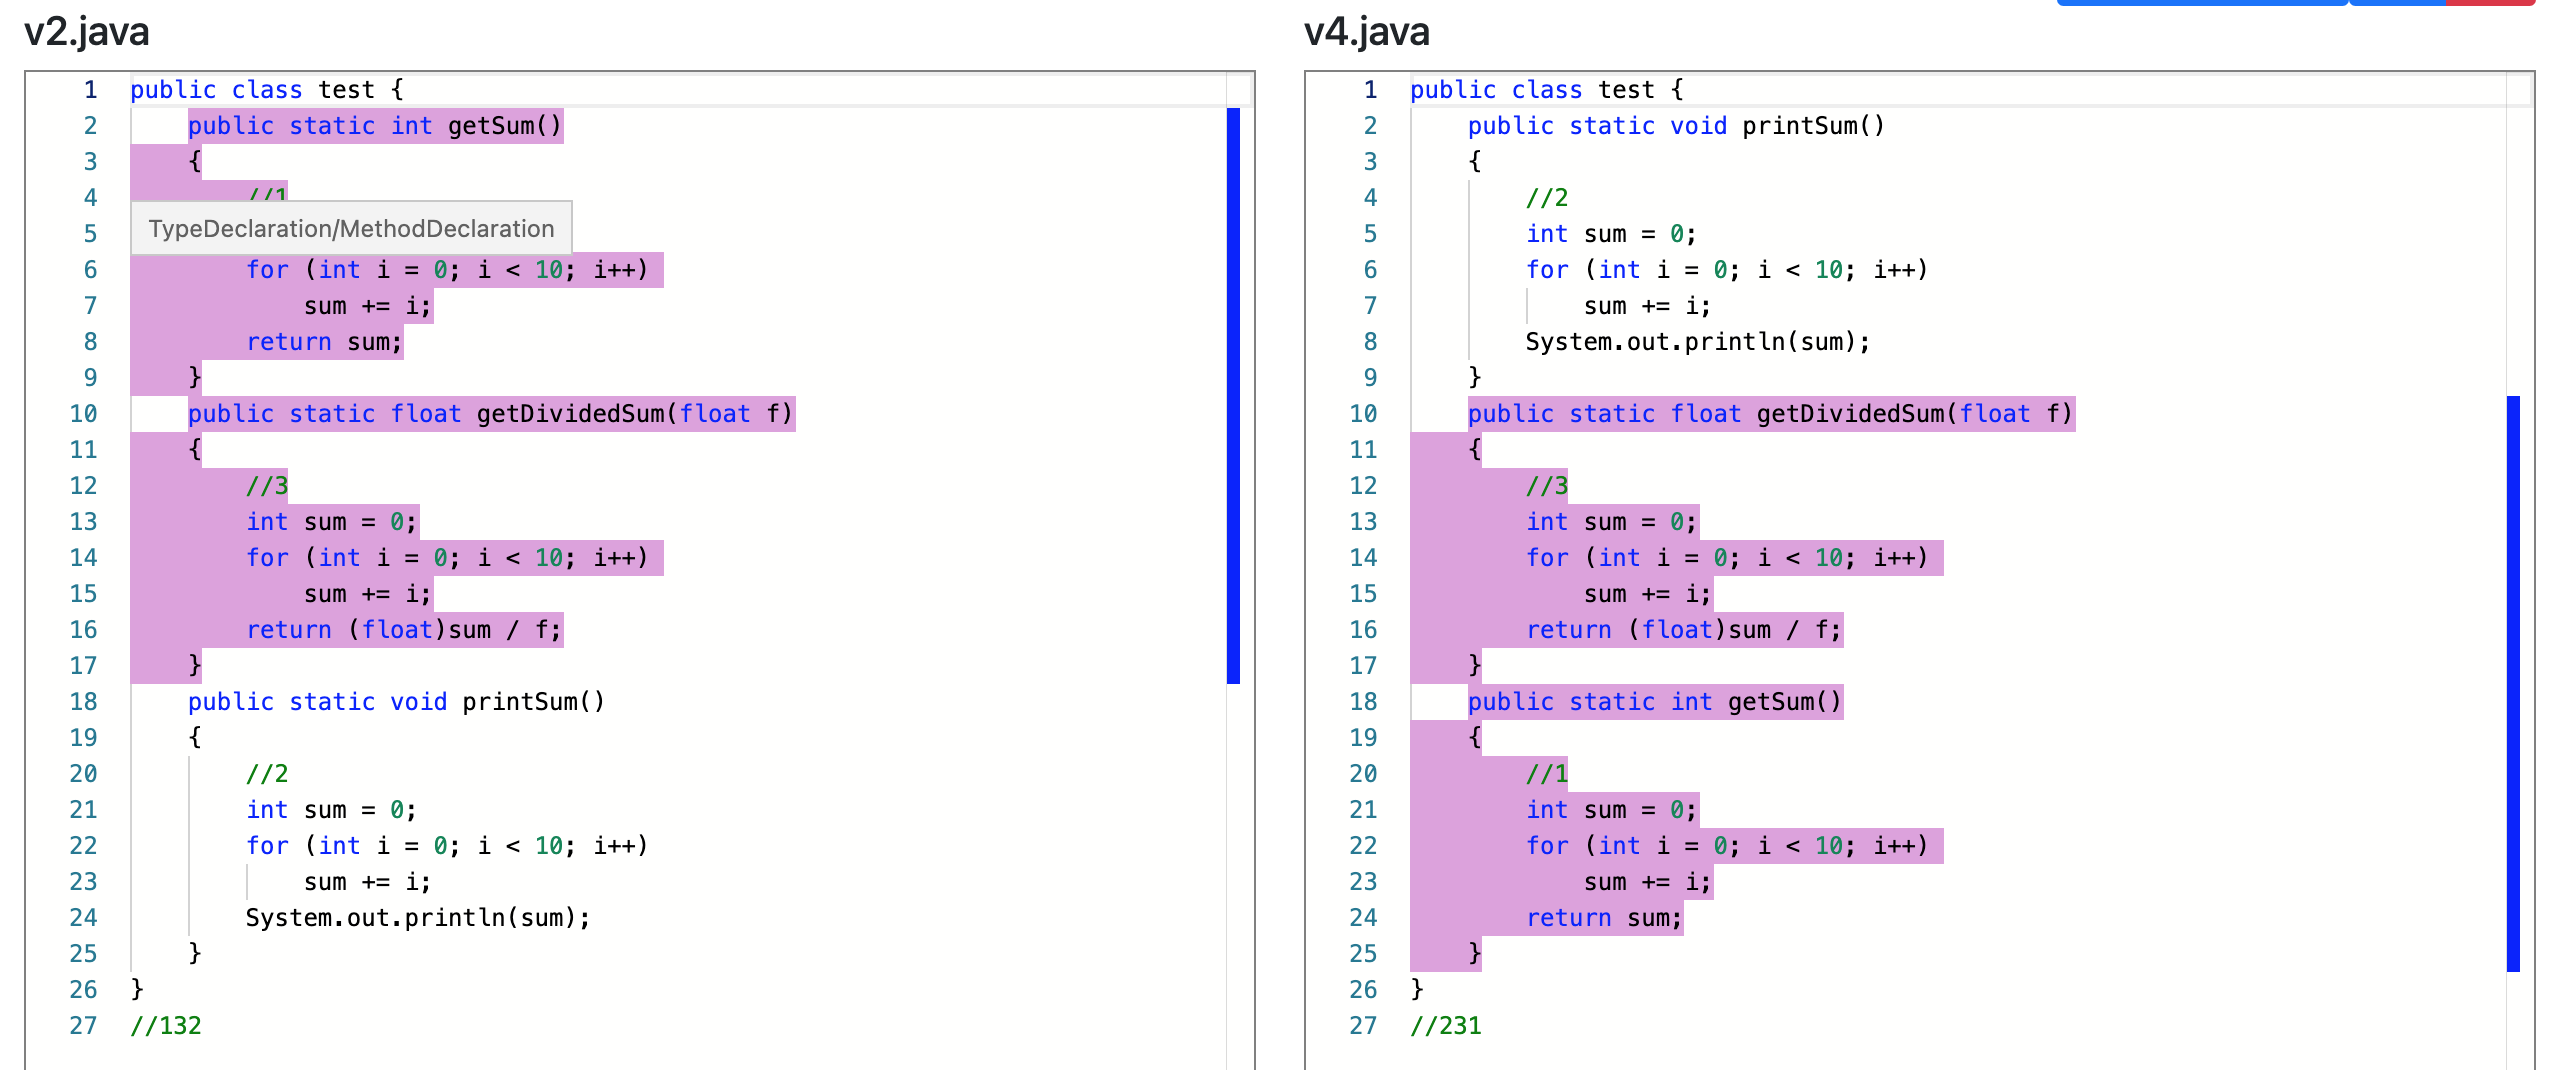 v2.java
1 public class test {
2 public static int getSum()
3 {
4 //1
5 TypeDeclaration/MethodDeclaration
6 for (int i = 0; i < 10; i++)
7 sum += i;
8 return sum;
9 }
10 public static float getDividedSum(float f)
11 {
12 //3
13 int sum = 0;
14 for (int i = 0; i < 10; i++)
15 sum += i;
16 return (float)sum / f;
17 }
18 public static void printSum()
19 {
20 //2
21 int sum = 0;
22 for (int i = 0; i < 10; i++)
23 sum += i;
24 System.out.println(sum);
25 }
26 }
27 //132
v4.java
1 public class test {
2 public static void printSum()
3 {
4 //2
5 int sum = 0;
6 for (int i = 0; i < 10; i++)
7 sum += i;
8 System.out.println(sum);
9 }
10 public static float getDividedSum(float f)
11 {
12 //3
13 int sum = 0;
14 for (int i = 0; i < 10; i++)
15 sum += i;
16 return (float)sum / f;
17 }
18 public static int getSum()
19 {
20 //1
21 int sum = 0;
22 for (int i = 0; i < 10; i++)
23 sum += i;
24 return sum;
25 }
26 }
27 //231